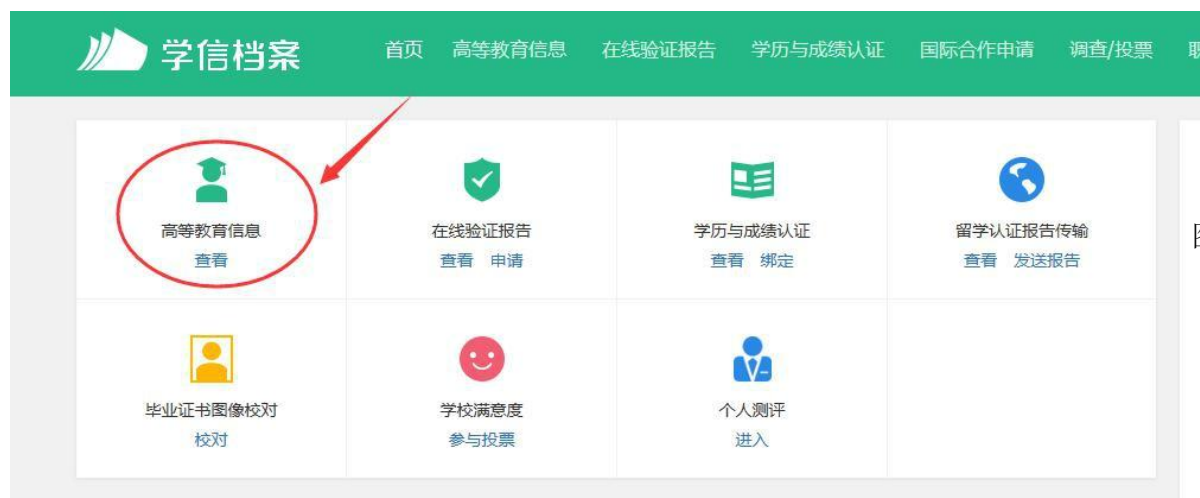 学信档案 首页 高等教育信息 在线验证报告 学历与成绩认证 国际合作申请 调查/投票
高等教育信息 在线验证报告 学历与成绩认证 留学认证报告传输
查看 查看 申请 查看 绑定 查看 发送报告
毕业证书图像校对 学校满意度 个人测评
校对 参与投票 进入